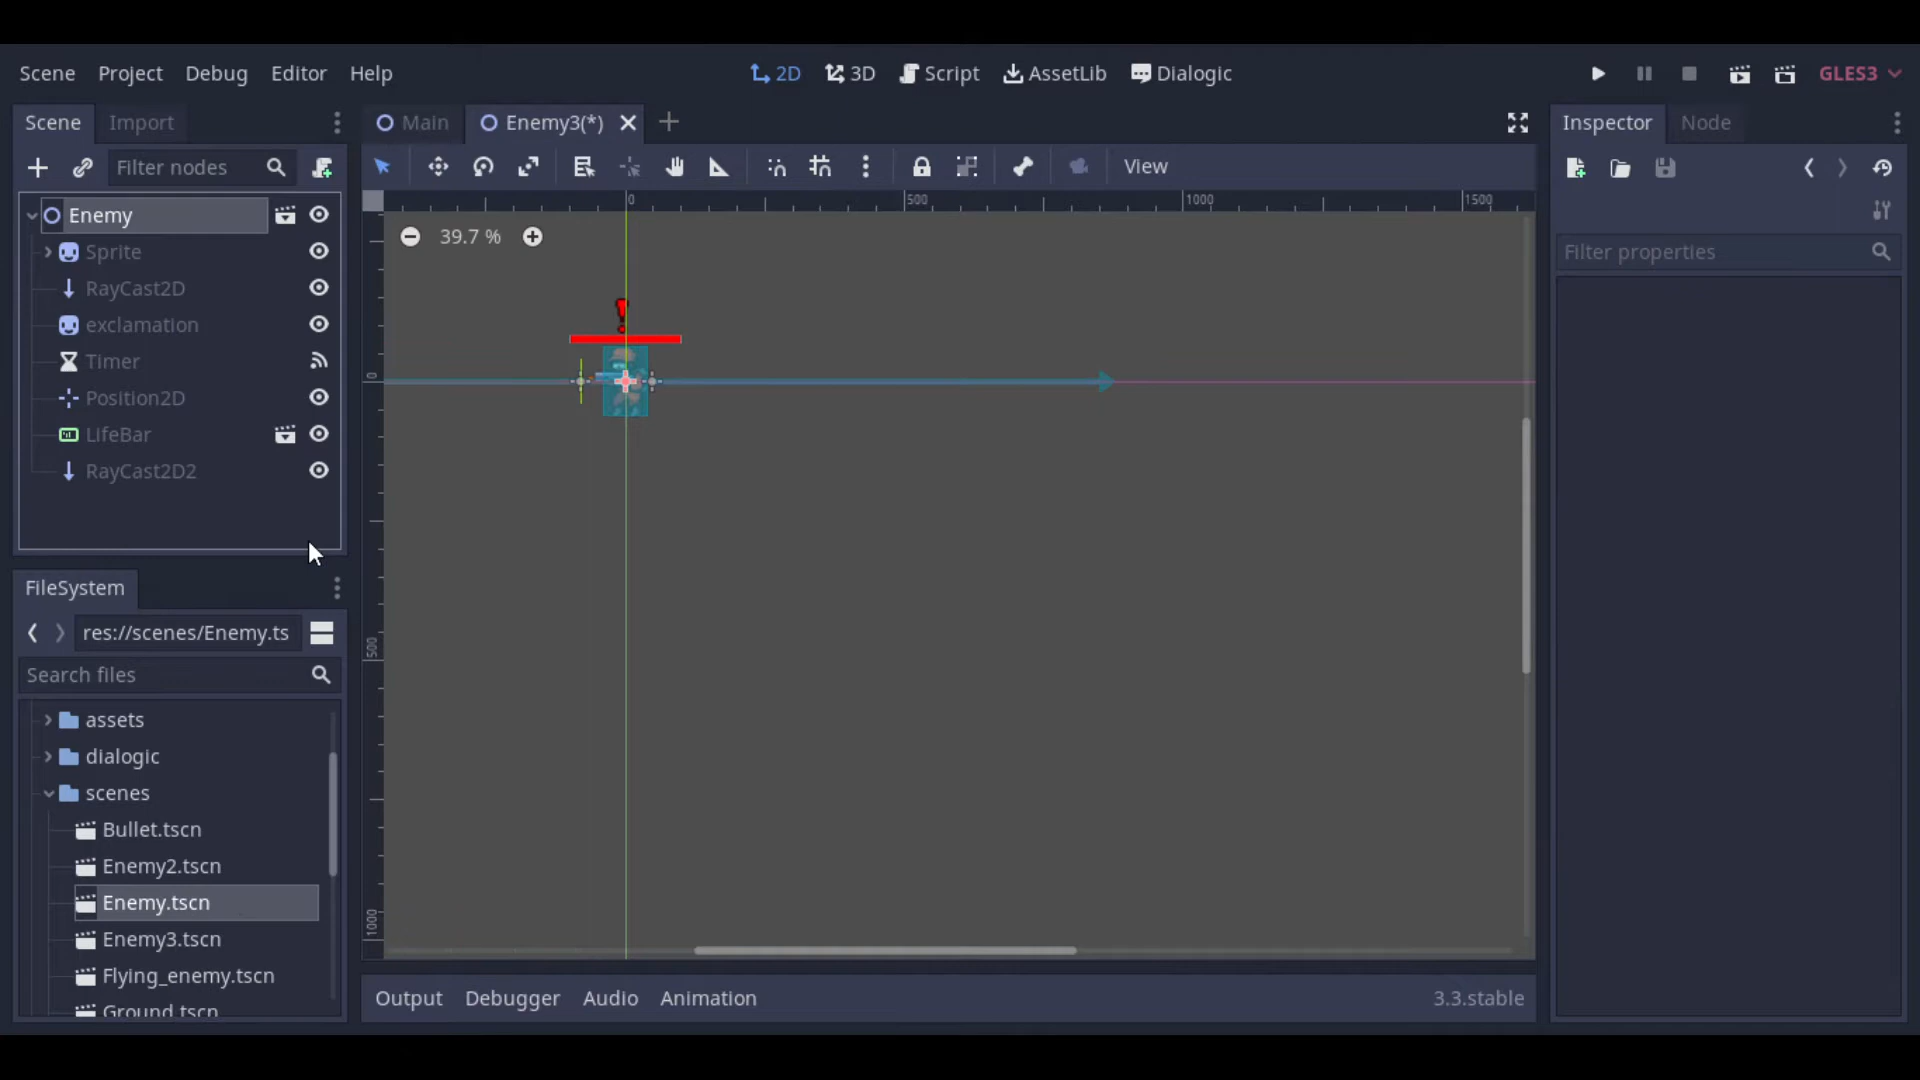 Scene Project Debug Editor Help
2D 3D Script AssetLib Dialogic
GLES3
Scene Import
Main Enemy3(*)
Inspector Node
Filter nodes
View
Enemy
Sprite
RayCast2D
exclamation
Timer
Position2D
LifeBar
RayCast2D2
0 500 1000 1500
39.7 %
!
0
500
1000
Filter properties
FileSystem
res://scenes/Enemy.ts
Search files
assets
dialogic
scenes
Bullet.tscn
Enemy2.tscn
Enemy.tscn
Enemy3.tscn
Flying_enemy.tscn
Ground.tscn
Output Debugger Audio Animation
3.3.stable